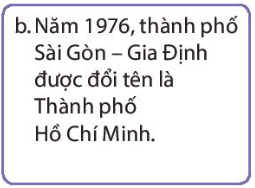 b. Năm 1976, thành phố
Sài Gòn – Gia Định
được đổi tên là
Thành phố
Hồ Chí Minh.